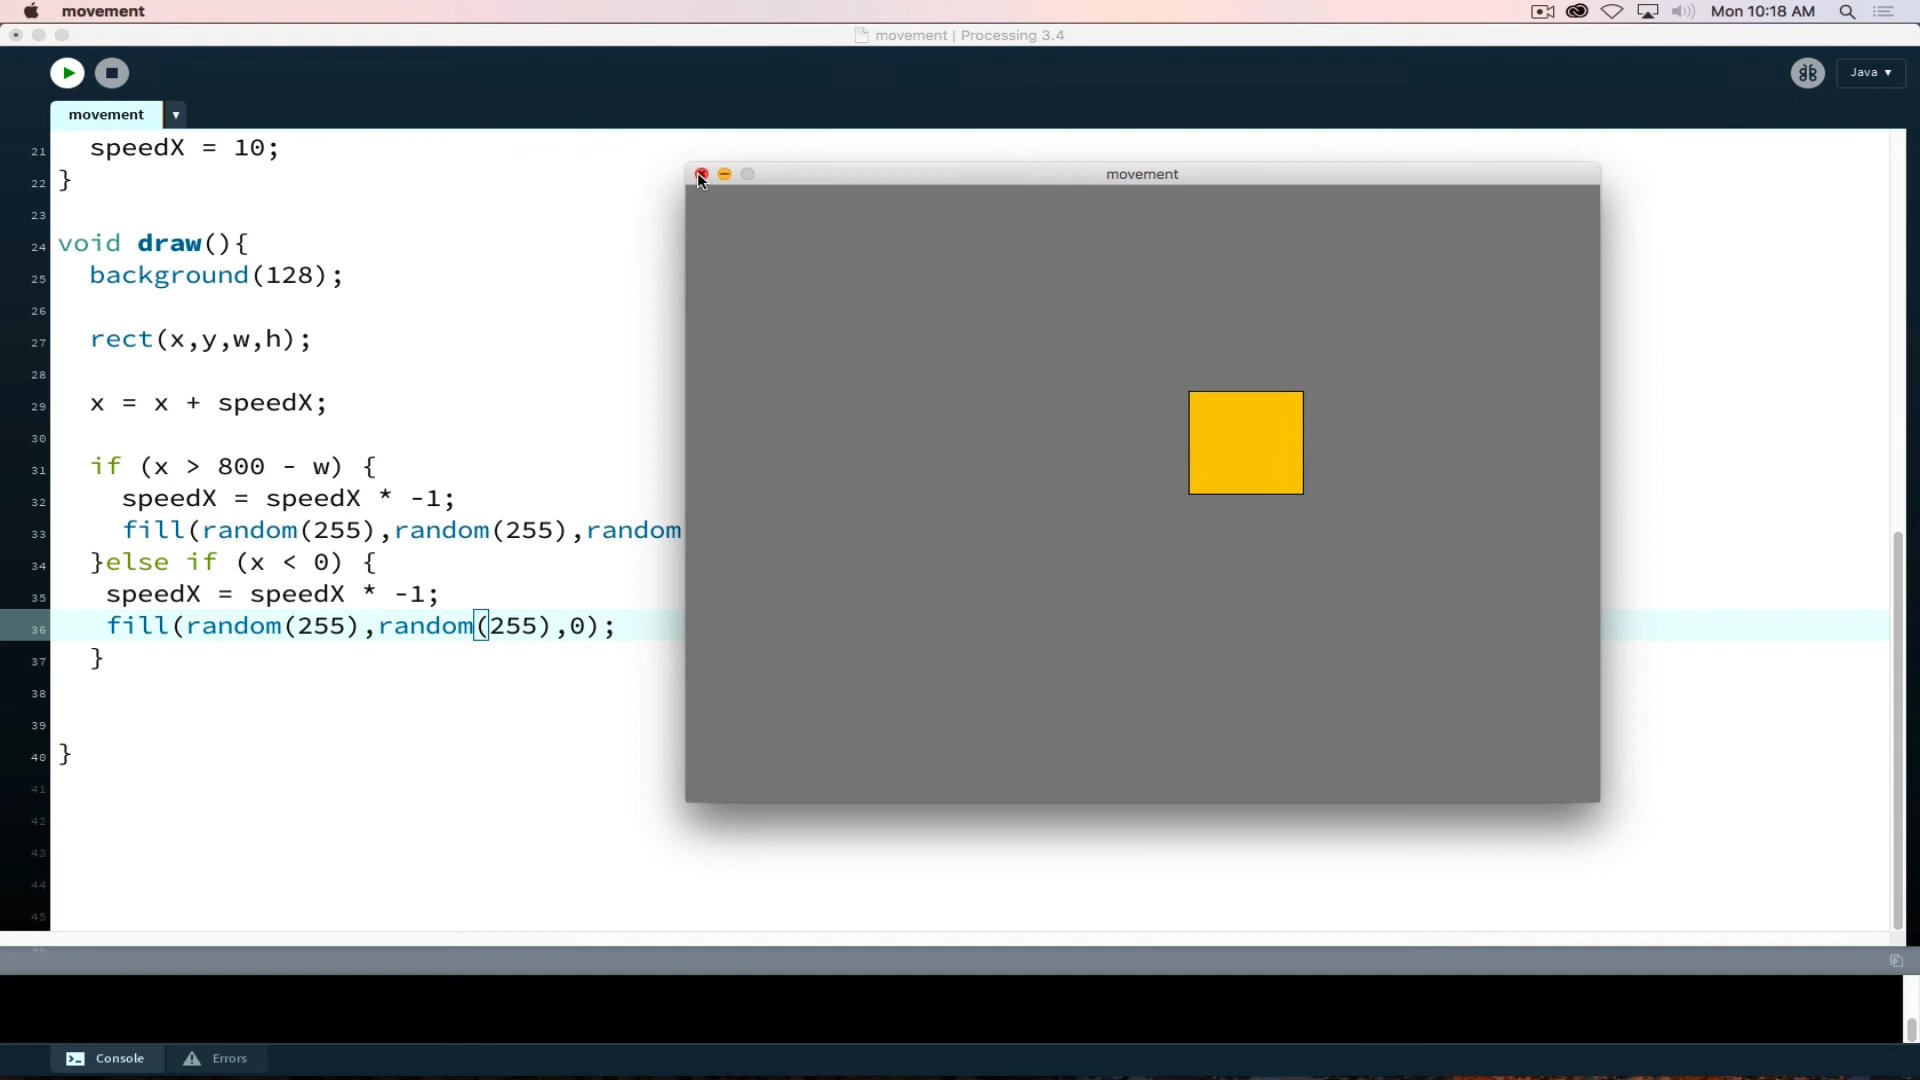 movement
Mon 10:18 AM
movement | Processing 3.4
Java ▾
movement ▾
21 speedX = 10;
22 }
23
24 void draw(){
25 background(128);
26
27 rect(x,y,w,h);
28
29 x = x + speedX;
30
31 if (x > 800 - w) {
32 speedX = speedX * -1;
33 fill(random(255),random(255),random
34 }else if (x < 0) {
35 speedX = speedX * -1;
36 fill(random(255),random(255),0);
37 }
38
39
40 }
41
42
43
44
45
46
movement
Console
Errors